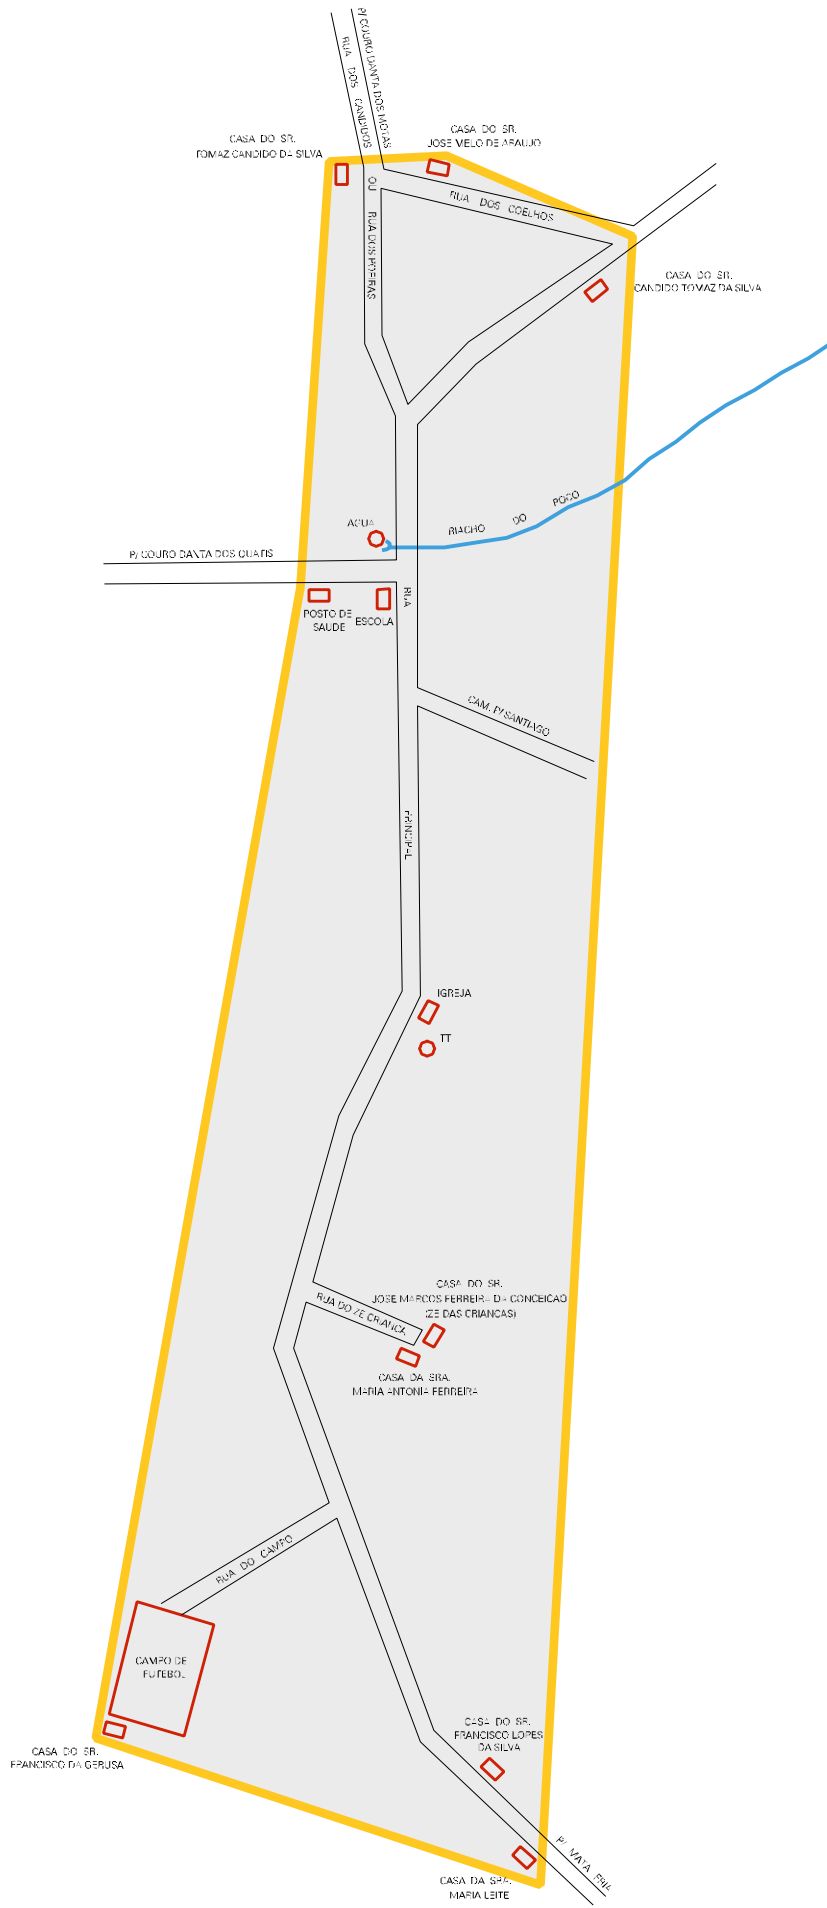 P/ COURO DANTA DOS MOTAS
RUA DOS CANDIDOS
CASA DO SR.
JOSE MELO DE ARAUJO
CASA DO SR.
TOMAZ CANDIDO DA SILVA
OU RUA DOS
RUA DOS COELHOS
CASA DO SR.
CANDIDO TOMAZ DA SILVA
RIACHO DO POCO
AGUA
P/ COURO DANTA DOS QUATIS
RUA PRINCIPAL
POSTO DE
SAUDE
ESCOLA
CAM. P/ SANTIAGO
IGREJA
TT
CASA DO SR.
JOSE MARCOS FERREIRA DA CONCEICAO
(ZE DAS CRIANCAS)
RUA DO ZE CRIANCA
CASA DA SRA.
MARIA ANTONIA FERREIRA
RUA DO CAMPO
CAMPO DE
FUTEBOL
CASA DO SR.
FRANCISCO LOPES
DA SILVA
CASA DO SR.
FRANCISCO DA GERUSA
P/ MATA FRIA
CASA DA SRA.
MARIA LEITE